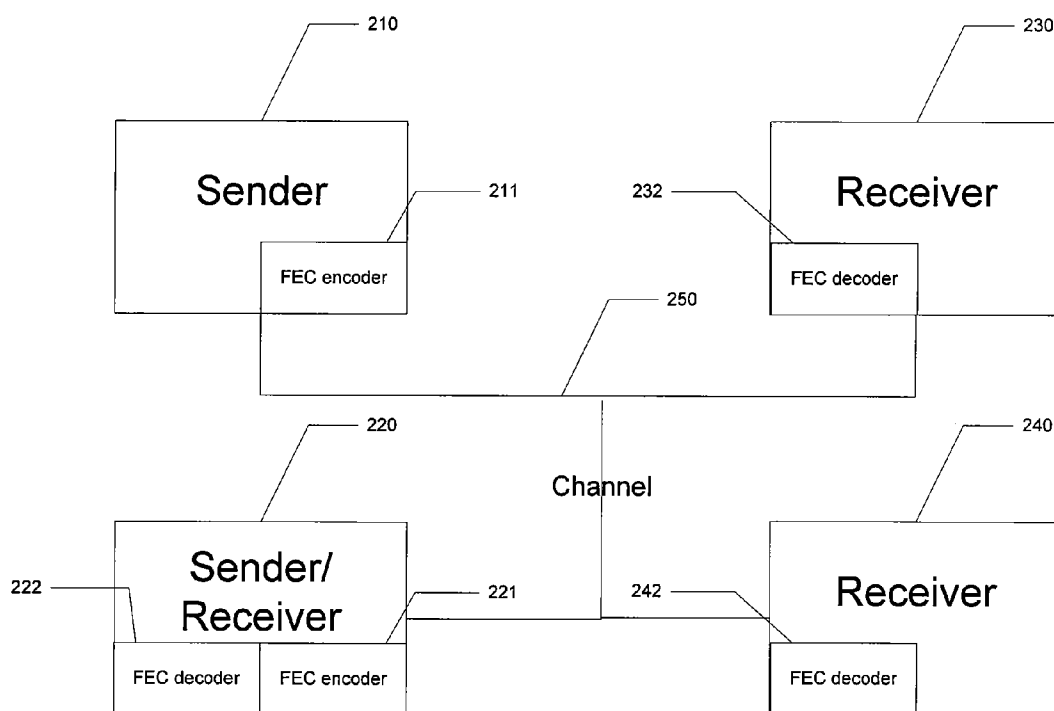 210
230
Sender
211
232
Receiver
FEC encoder
FEC decoder
250
220
240
Channel
Sender/
Receiver
222
221
242
Receiver
FEC decoder
FEC encoder
FEC decoder